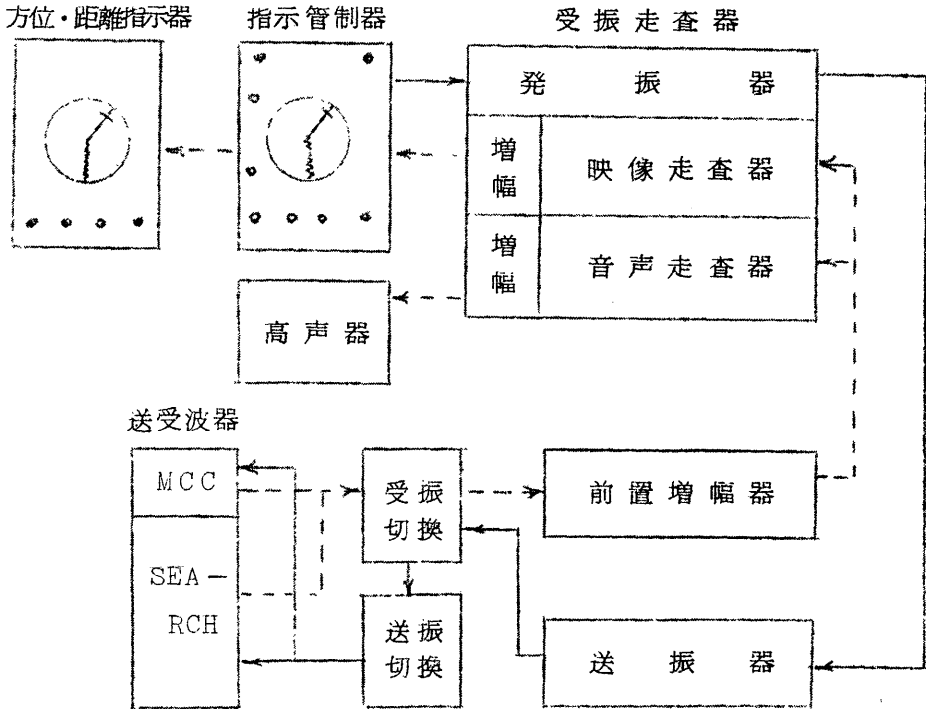 方位・距離指示器
指示管制器
受振走査器
発振器
増幅
映像走査器
増幅
音声走査器
高声器
送受波器
MCC
SEA－
RCH
受振
切換
送振
切換
前置増幅器
送振器